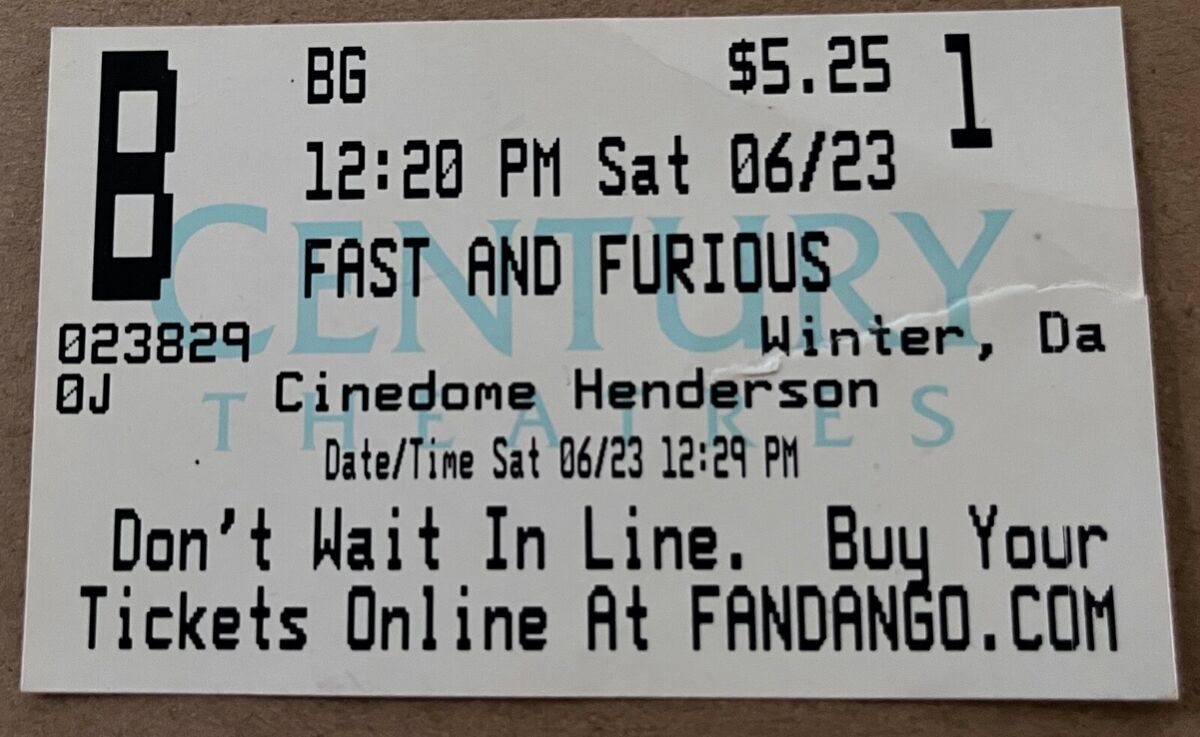 B BG $5.25 1
12:20 PM Sat 06/23
CENTURY
FAST AND FURIOUS
023829 Winter, Da
0J Cinedome Henderson
THEATRES
Date/Time Sat 06/23 12:29 PM
Don't Wait In Line. Buy Your
Tickets Online At FANDANGO.COM